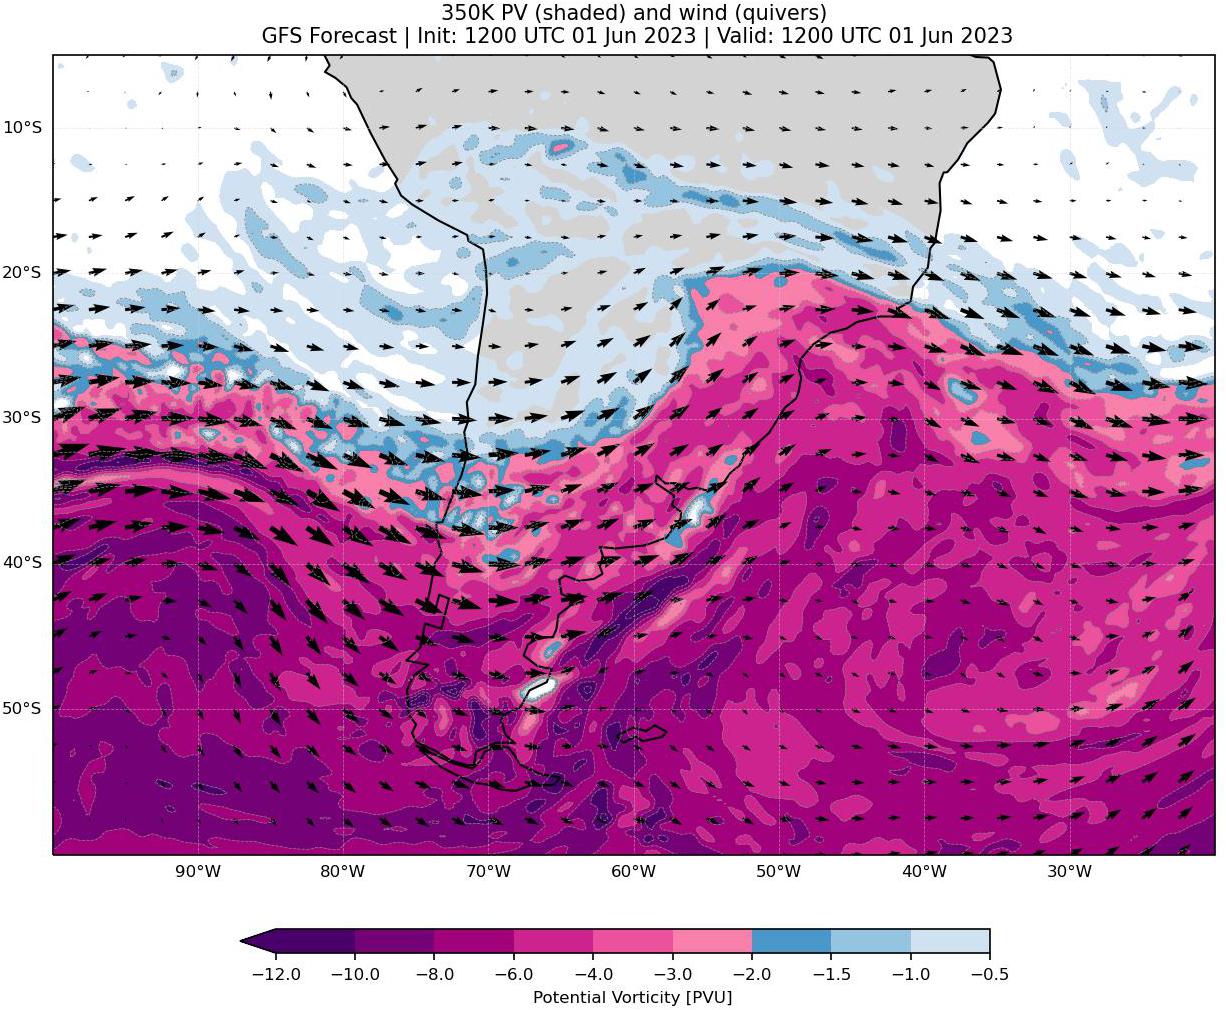 350K PV (shaded) and wind (quivers)
GFS Forecast | Init: 1200 UTC 01 Jun 2023 | Valid: 1200 UTC 01 Jun 2023
10°S
20°S
30°S
40°S
50°S
90°W 80°W 70°W 60°W 50°W 40°W 30°W
−12.0 −10.0 −8.0 −6.0 −4.0 −3.0 −2.0 −1.5 −1.0 −0.5
Potential Vorticity [PVU]